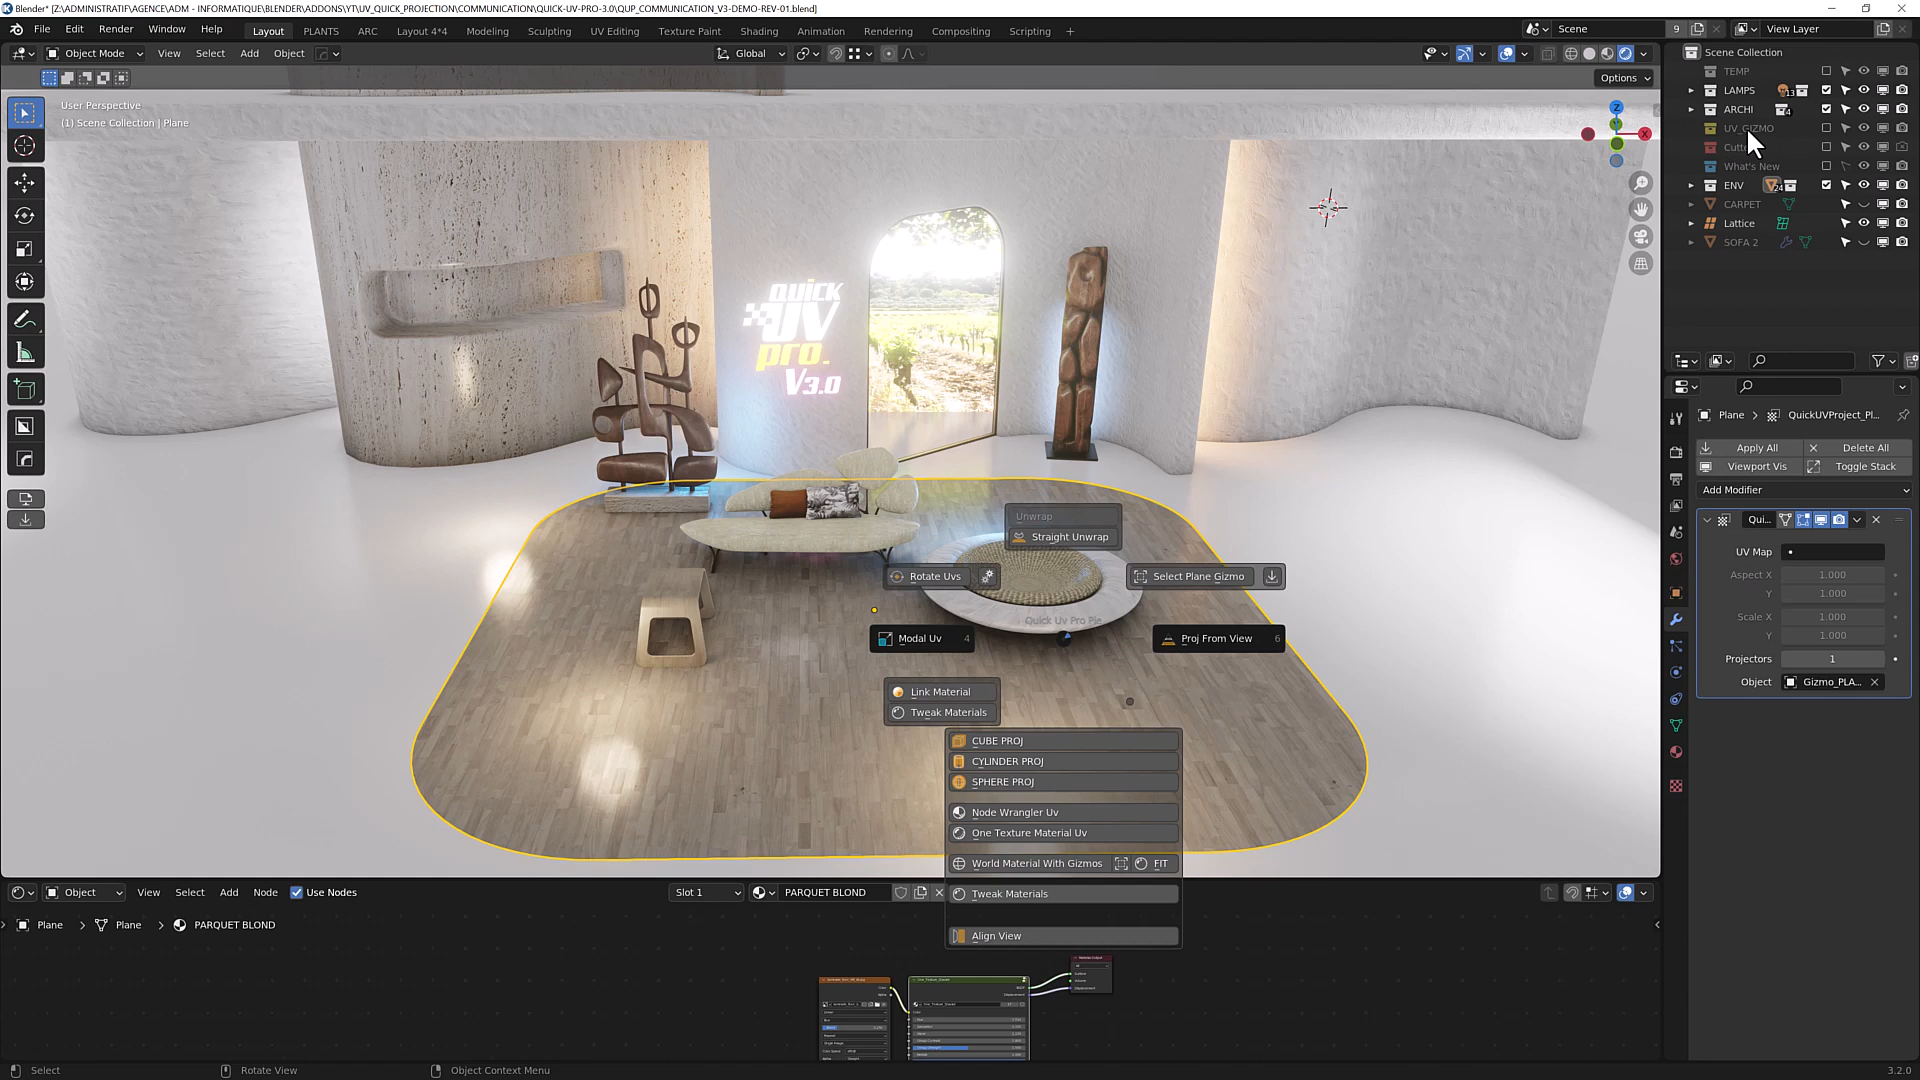 Blender* [Z:\ADMINISTRATIF\AGENCE\ADM - INFORMATIQUE\BLENDER\ADDONS\YT\UV_QUICK_PROJECTION\COMMUNICATION\QUICK-UV-PRO-3.0\QUP_COMMUNICATION_V3-DEMO-REV-01.blend]
File Edit Render Window Help Layout PLANTS ARC Layout 4*4 Modeling Sculpting UV Editing Texture Paint Shading Animation Rendering Compositing Scripting + Scene 9 View Layer
Object Mode View Select Add Object Global
Options
User Perspective
(1) Scene Collection | Plane
Z
X
Scene Collection
TEMP
LAMPS 13
ARCHI 4
UV_GIZMO
What's New
ENV 24
CARPET
Lattice
SOFA 2
QUICK
UV
pro.
V3.0
Plane > QuickUVProject_Pl...
Apply All Delete All
Viewport Vis Toggle Stack
Add Modifier
Qui...
UV Map
Aspect X 1.000
Y 1.000
Scale X 1.000
Y 1.000
Projectors 1
Object Gizmo_PLA...
Unwrap
Straight Unwrap
Rotate Uvs
Select Plane Gizmo
Quick Uv Pro Pie
Modal Uv 4
Proj From View 6
Link Material
Tweak Materials
CUBE PROJ
CYLINDER PROJ
SPHERE PROJ
Node Wrangler Uv
One Texture Material Uv
World Material With Gizmos FIT
Tweak Materials
Align View
Object View Select Add Node Use Nodes Slot 1 PARQUET BLOND
Plane > Plane > PARQUET BLOND
Select Rotate View Object Context Menu 3.2.0